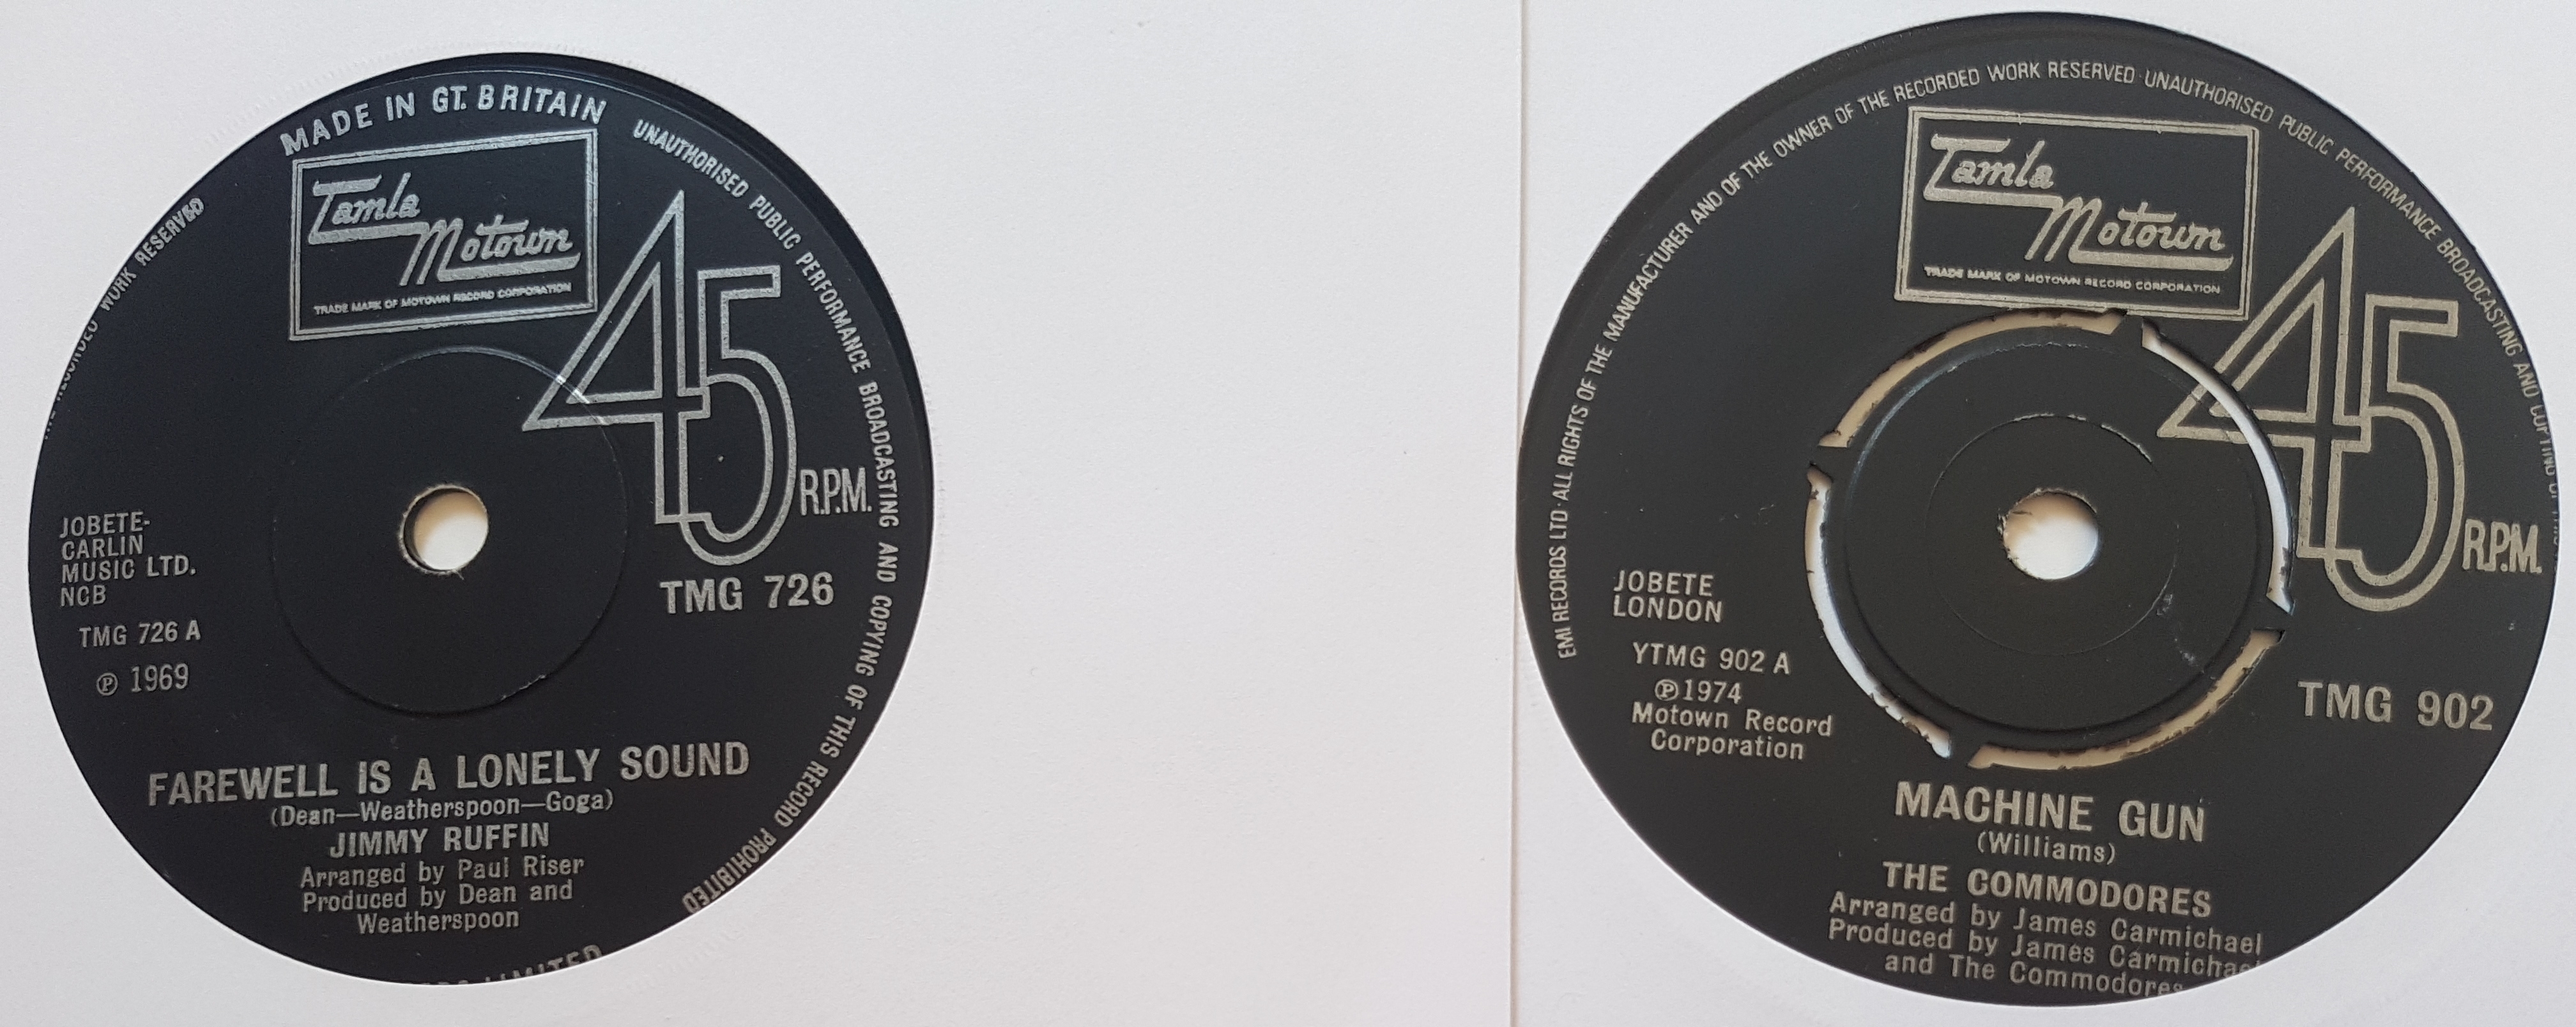 MADE IN GT. BRITAIN
UNAUTHORISED PUBLIC PERFORMANCE BROADCASTING AND COPYING OF THIS RECORD PROHIBITED
WORK RESERVED
Tamla
Motown
TRADE MARK OF MOTOWN RECORD CORPORATION
45
R.P.M.
TMG 726
JOBETE-
CARLIN
MUSIC LTD.
NCB
TMG 726 A
℗ 1969
FAREWELL IS A LONELY SOUND
(Dean—Weatherspoon—Goga)
JIMMY RUFFIN
Arranged by Paul Riser
Produced by Dean and
Weatherspoon
LIMITED
EMI RECORDS LTD · ALL RIGHTS OF THE MANUFACTURER AND OF THE OWNER OF THE RECORDED WORK RESERVED · UNAUTHORISED PUBLIC PERFORMANCE BROADCASTING AND COPYING
Tamla
Motown
TRADE MARK OF MOTOWN RECORD CORPORATION
45
R.P.M.
JOBETE
LONDON
YTMG 902 A
℗1974
Motown Record
Corporation
TMG 902
MACHINE GUN
(Williams)
THE COMMODORES
Arranged by James Carmichael
Produced by James Carmichael
and The Commodores